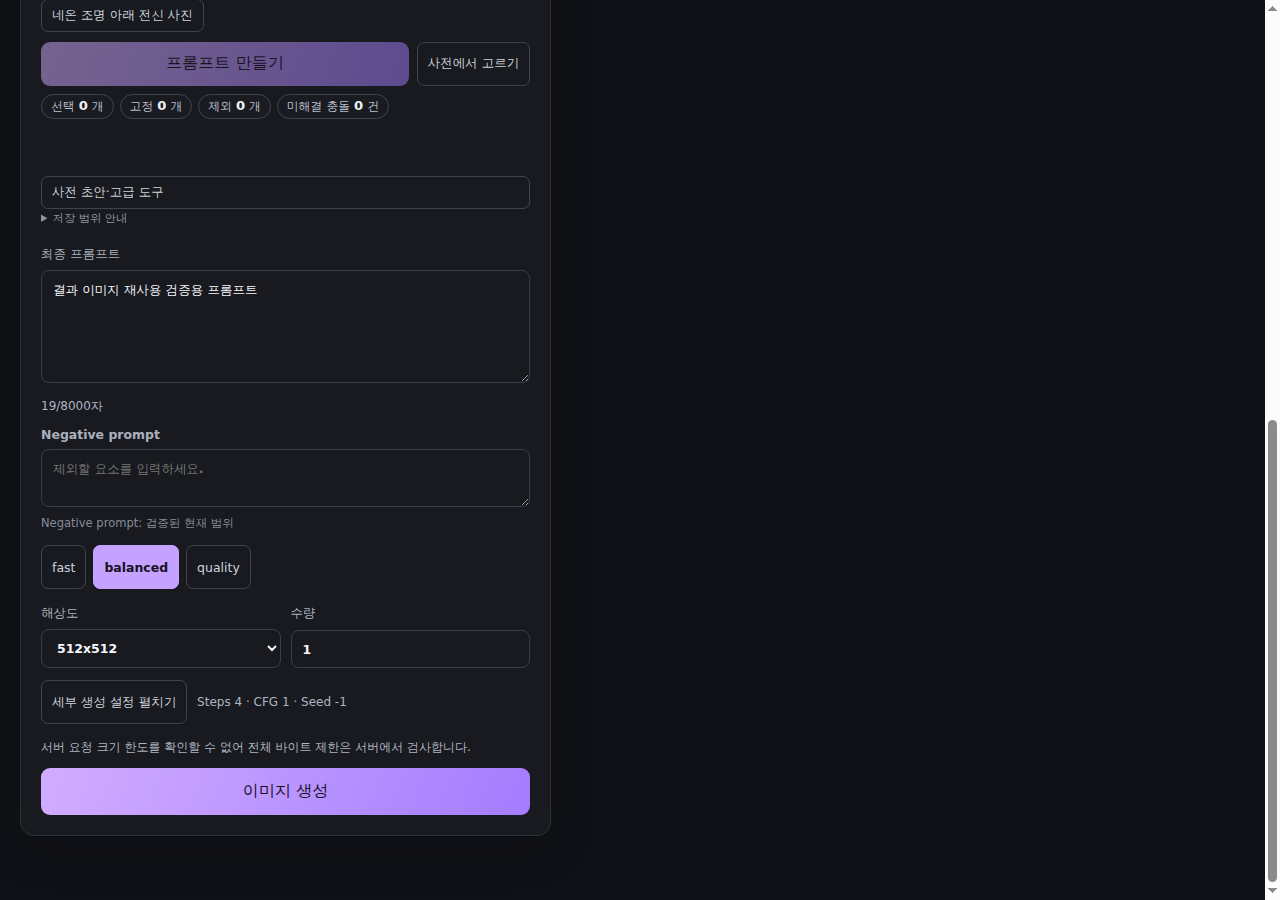 네온 조명 아래 전신 사진
프롬프트 만들기 사전에서 고르기
선택 0 개 고정 0 개 제외 0 개 미해결 충돌 0 건
사전 초안·고급 도구
▶ 저장 범위 안내
최종 프롬프트
결과 이미지 재사용 검증용 프롬프트
19/8000자
Negative prompt
제외할 요소를 입력하세요.
Negative prompt: 검증된 현재 범위
fast balanced quality
해상도 수량
512x512 1
세부 생성 설정 펼치기 Steps 4 · CFG 1 · Seed -1
서버 요청 크기 한도를 확인할 수 없어 전체 바이트 제한은 서버에서 검사합니다.
이미지 생성